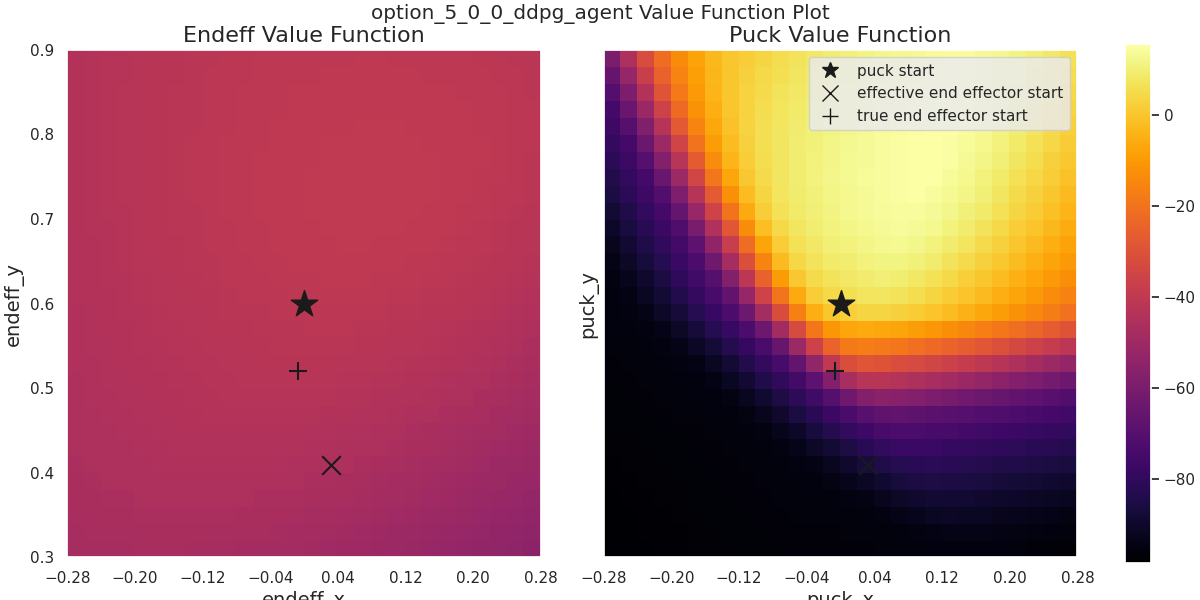 option_5_0_0_ddpg_agent Value Function Plot
Endeff Value Function
Puck Value Function
0.9
0.8
0.7
0.6
0.5
0.4
0.3
endeff_y
−0.28 −0.20 −0.12 −0.04 0.04 0.12 0.20 0.28
endeff_x
puck start
effective end effector start
true end effector start
puck_y
−0.28 −0.20 −0.12 −0.04 0.04 0.12 0.20 0.28
puck_x
0
−20
−40
−60
−80